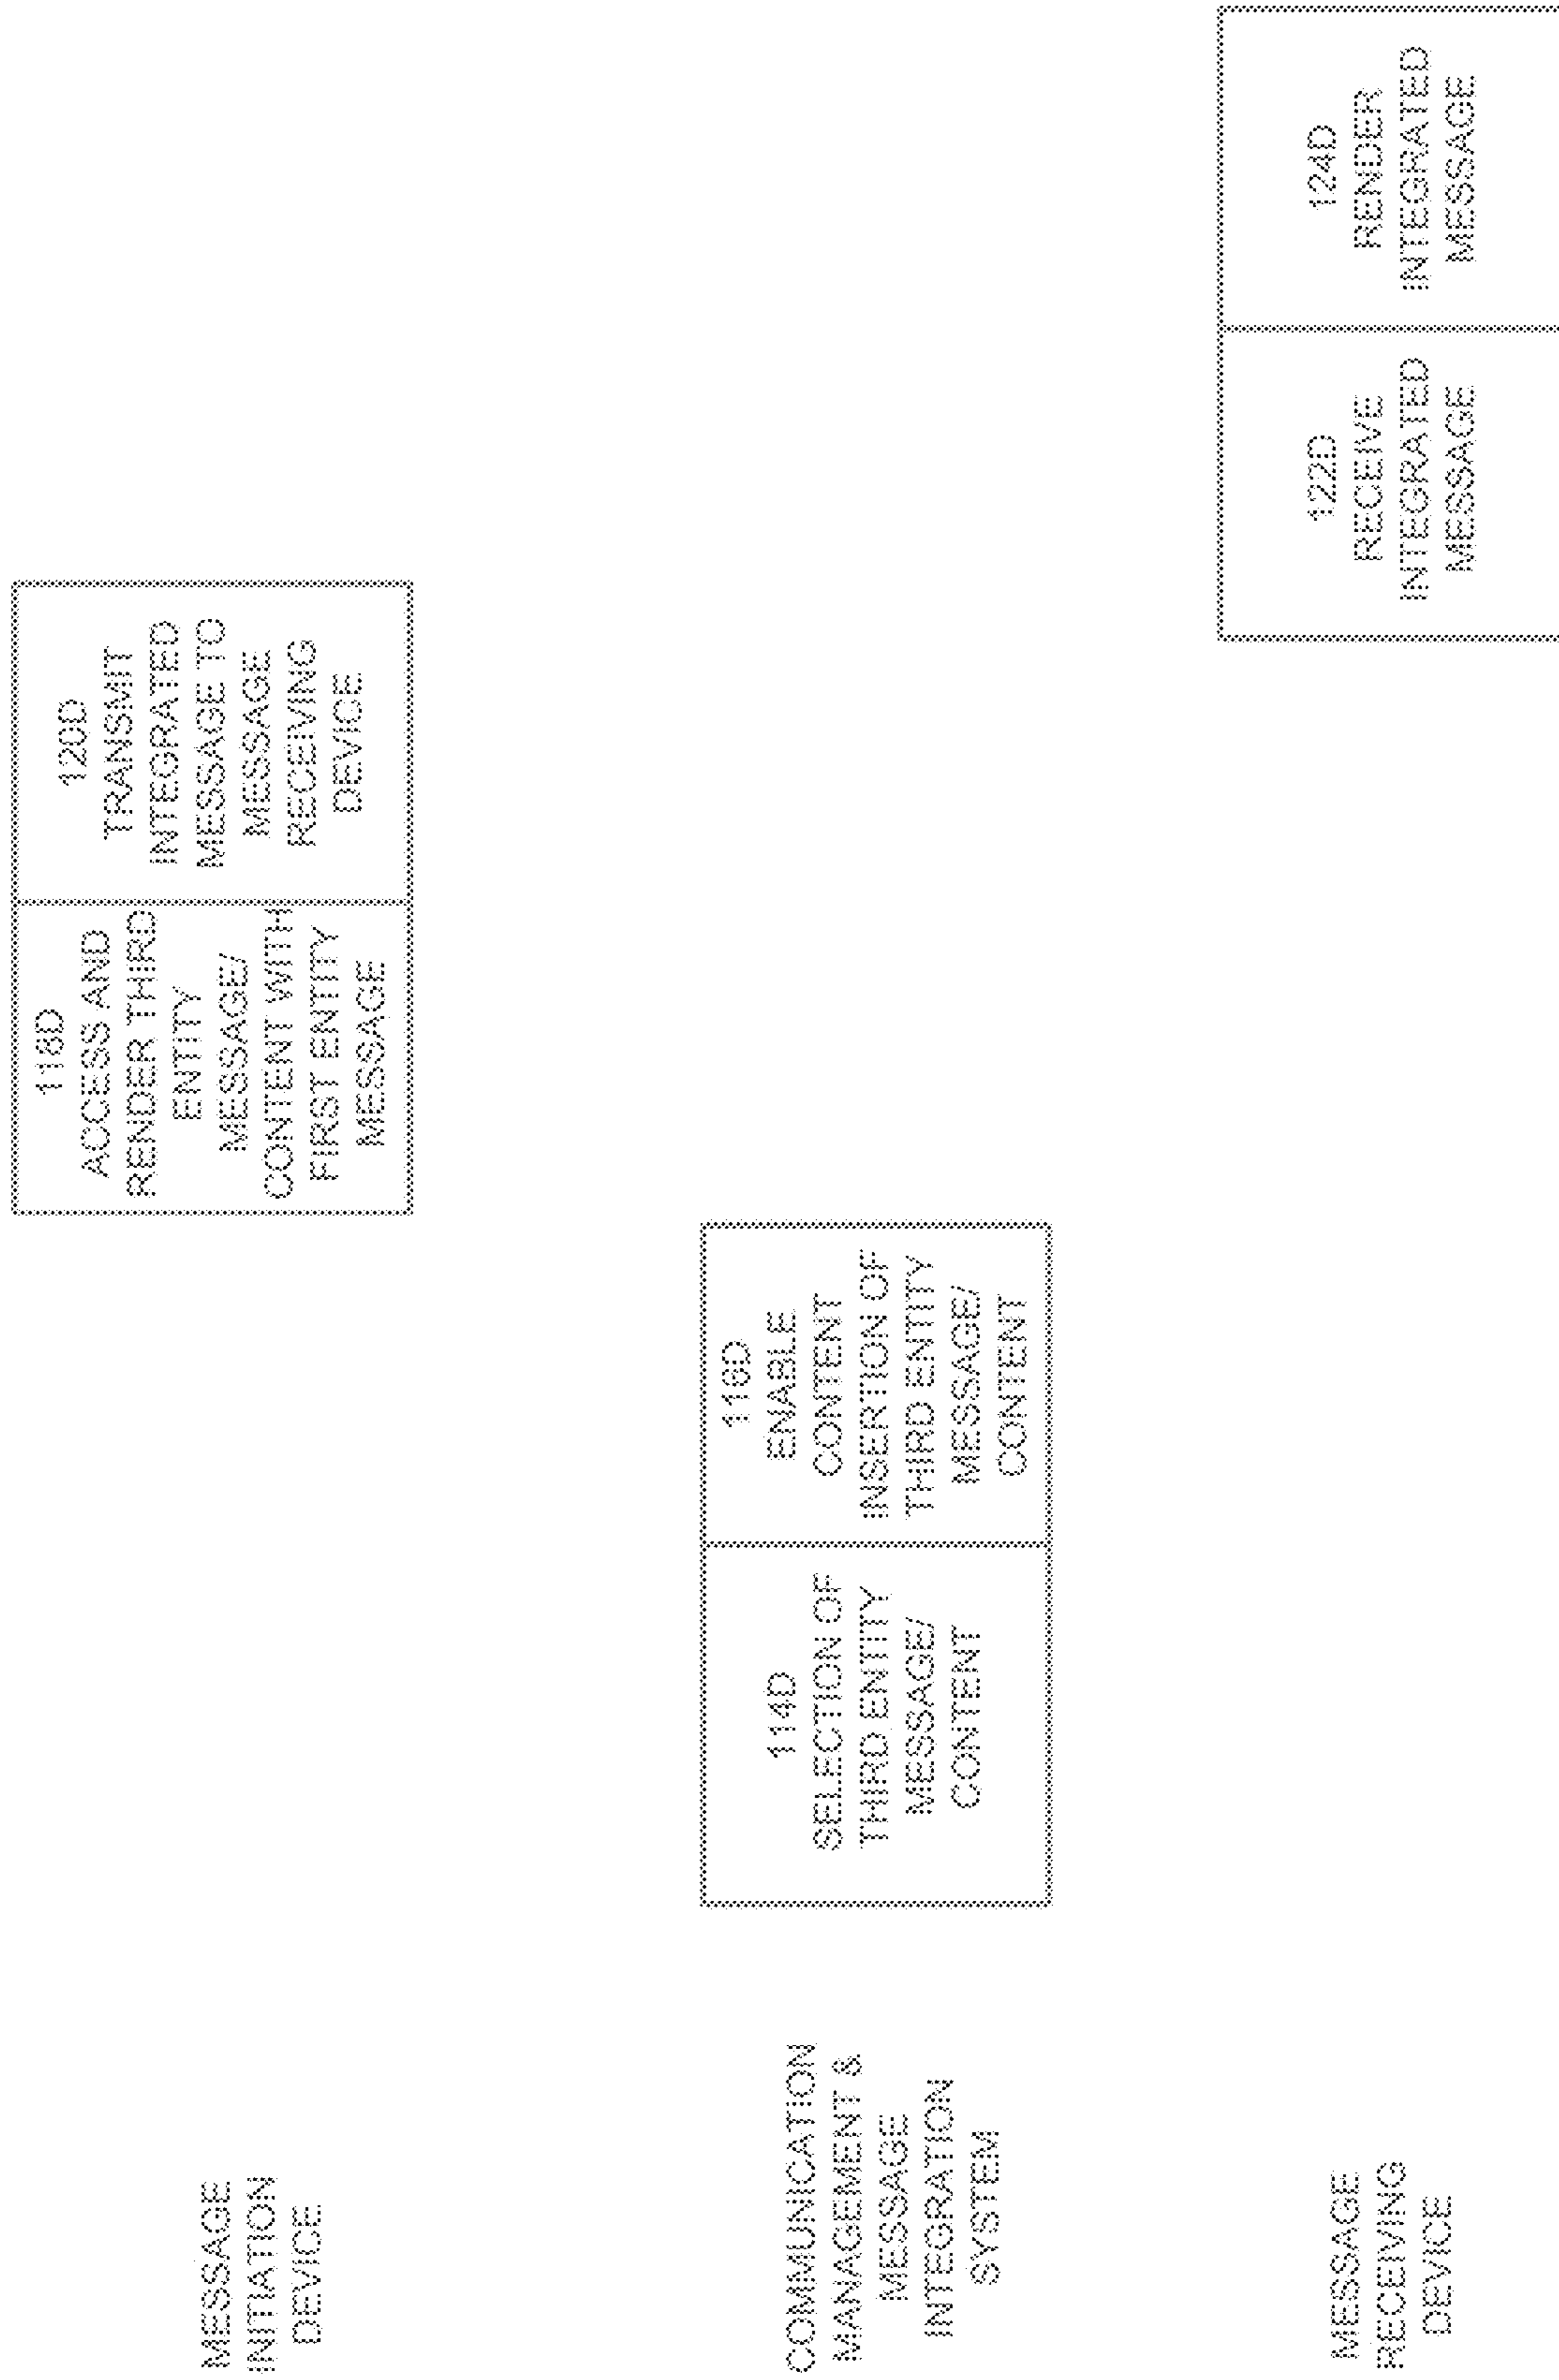 MESSAGE
INITIATION
DEVICE
118D
ACCESS AND
RENDER THIRD
ENTITY
MESSAGE/
CONTENT WITH
FIRST ENTITY
MESSAGE
120D
TRANSMIT
INTEGRATED
MESSAGE TO
MESSAGE
RECEIVING
DEVICE
COMMUNICATION
MANAGEMENT &
MESSAGE
INTEGRATION
SYSTEM
114D
SELECTION OF
THIRD ENTITY
MESSAGE/
CONTENT
116D
ENABLE
CONTENT
INSERTION OF
THIRD ENTITY
MESSAGE/
CONTENT
MESSAGE
RECEIVING
DEVICE
122D
RECEIVE
INTEGRATED
MESSAGE
124D
RENDER
INTEGRATED
MESSAGE